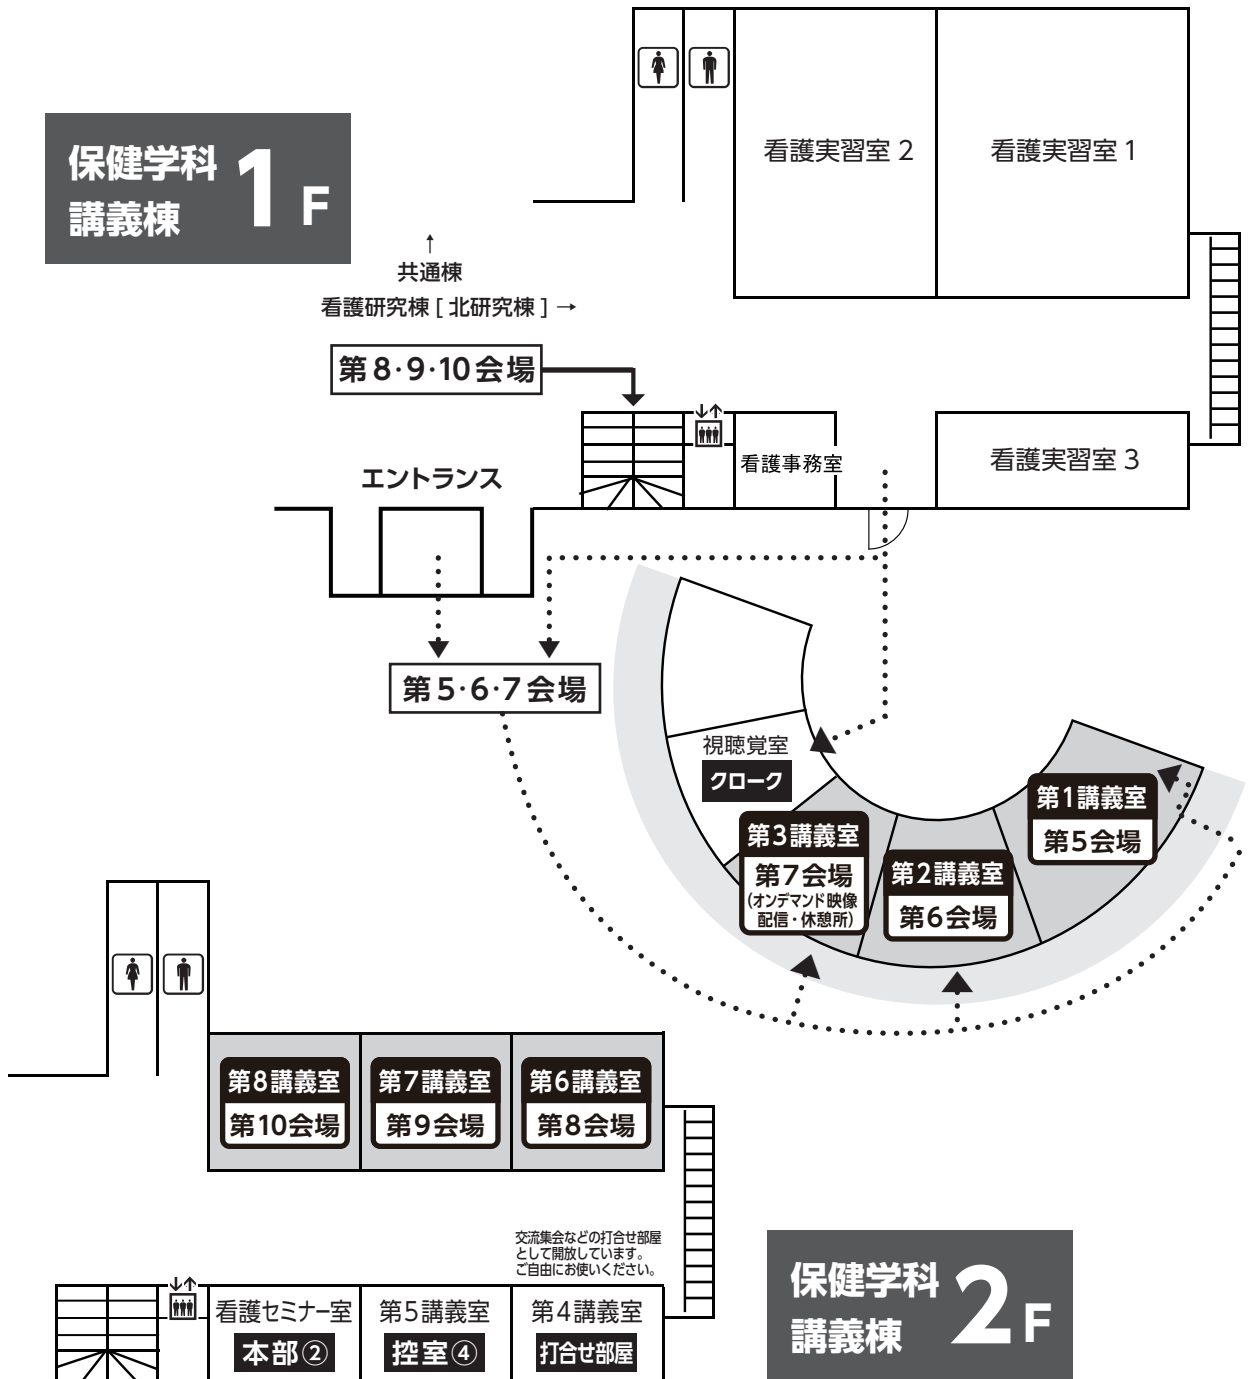 保健学科
講義棟
1F
看護実習室 2
看護実習室 1
↑
共通棟
看護研究棟 [ 北研究棟 ] →
第8・9・10会場
看護事務室
看護実習室 3
エントランス
第5・6・7会場
視聴覚室
クローク
第1講義室
第5会場
第3講義室
第7会場
(オンデマンド映像
配信・休憩所)
第2講義室
第6会場
第8講義室
第10会場
第7講義室
第9会場
第6講義室
第8会場
交流集会などの打合せ部屋
として開放しています。
ご自由にお使いください。
看護セミナー室
本部②
第5講義室
控室④
第4講義室
打合せ部屋
保健学科
講義棟
2F